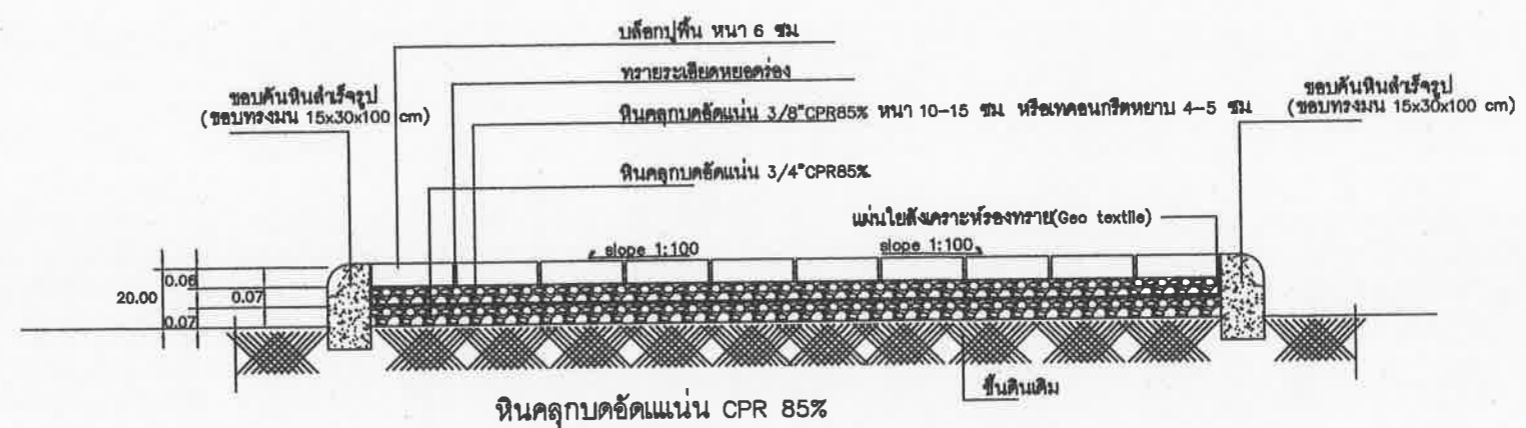 บล็อกปูพื้น หนา 6 ซม
ทรายระเอียดหยอดร่อง
ขอบคันหินสำเร็จรูป
(ขอบทรงมน 15x30x100 cm)
หินคลุกบดอัดแน่น 3/8"CPR85% หนา 10-15 ซม หรือเทคอนกรีตหยาบ 4-5 ซม
ขอบคันหินสำเร็จรูป
(ขอบทรงมน 15x30x100 cm)
หินคลุกบดอัดแน่น 3/4"CPR85%
แผ่นใยสังเคราะห์รองทราย(Geo textile)
slope 1:100
slope 1:100
0.06
20.00
0.07
0.07
ชั้นดินเดิม
หินคลุกบดอัดแน่น CPR 85%